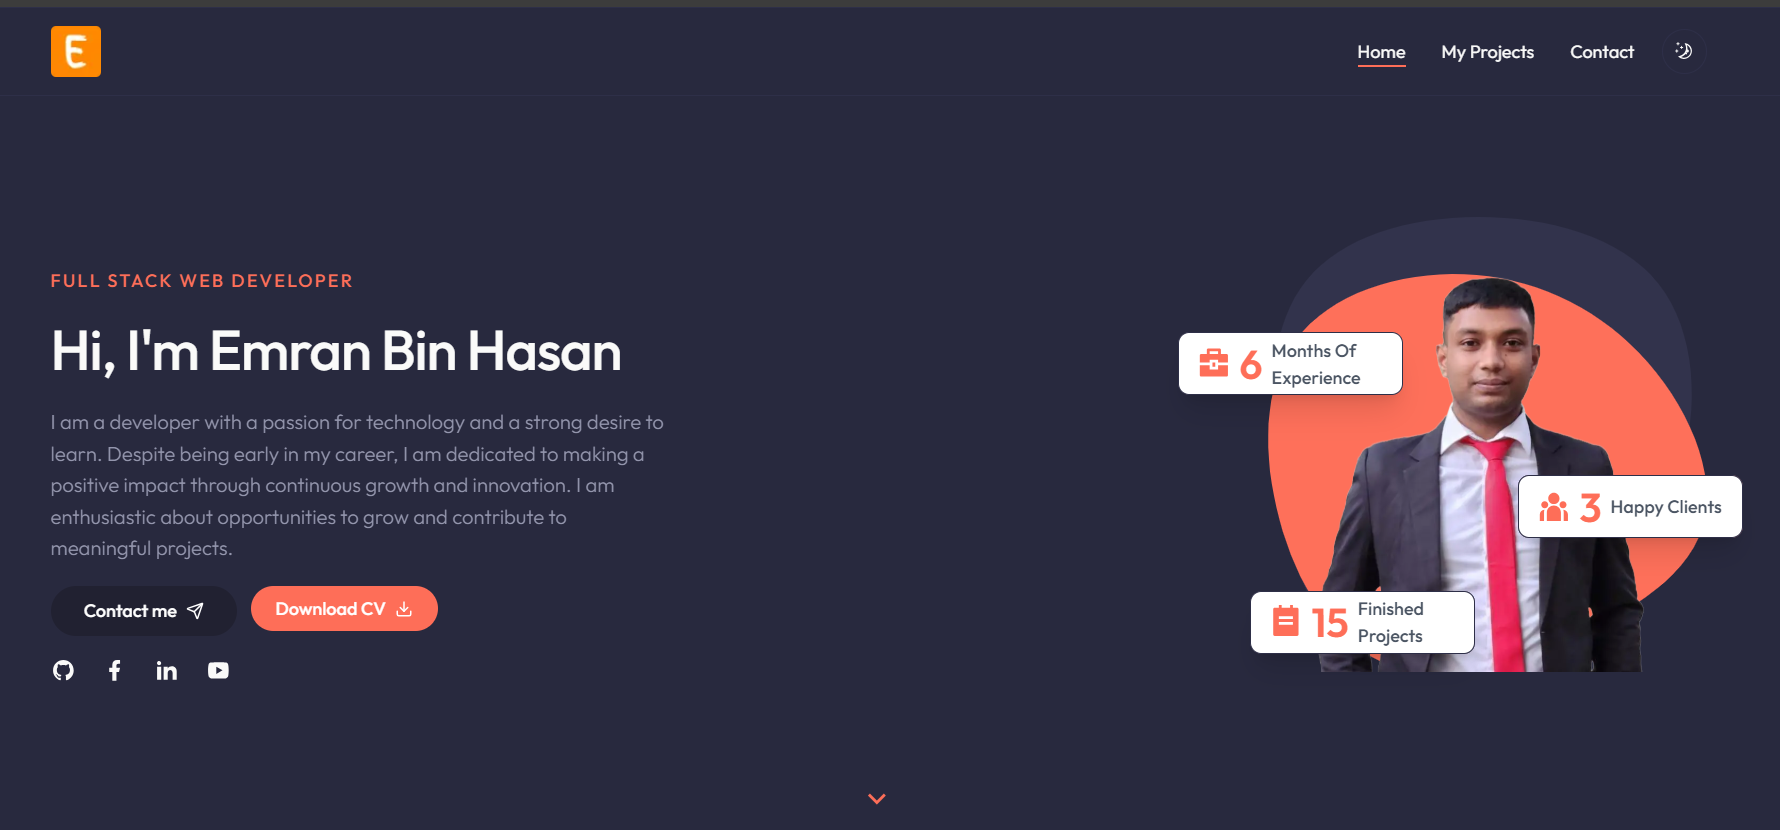 E
Home
My Projects
Contact
FULL STACK WEB DEVELOPER
Hi, I'm Emran Bin Hasan
I am a developer with a passion for technology and a strong desire to
learn. Despite being early in my career, I am dedicated to making a
positive impact through continuous growth and innovation. I am
enthusiastic about opportunities to grow and contribute to
meaningful projects.
Contact me
Download CV
6 Months Of
Experience
3 Happy Clients
15 Finished
Projects